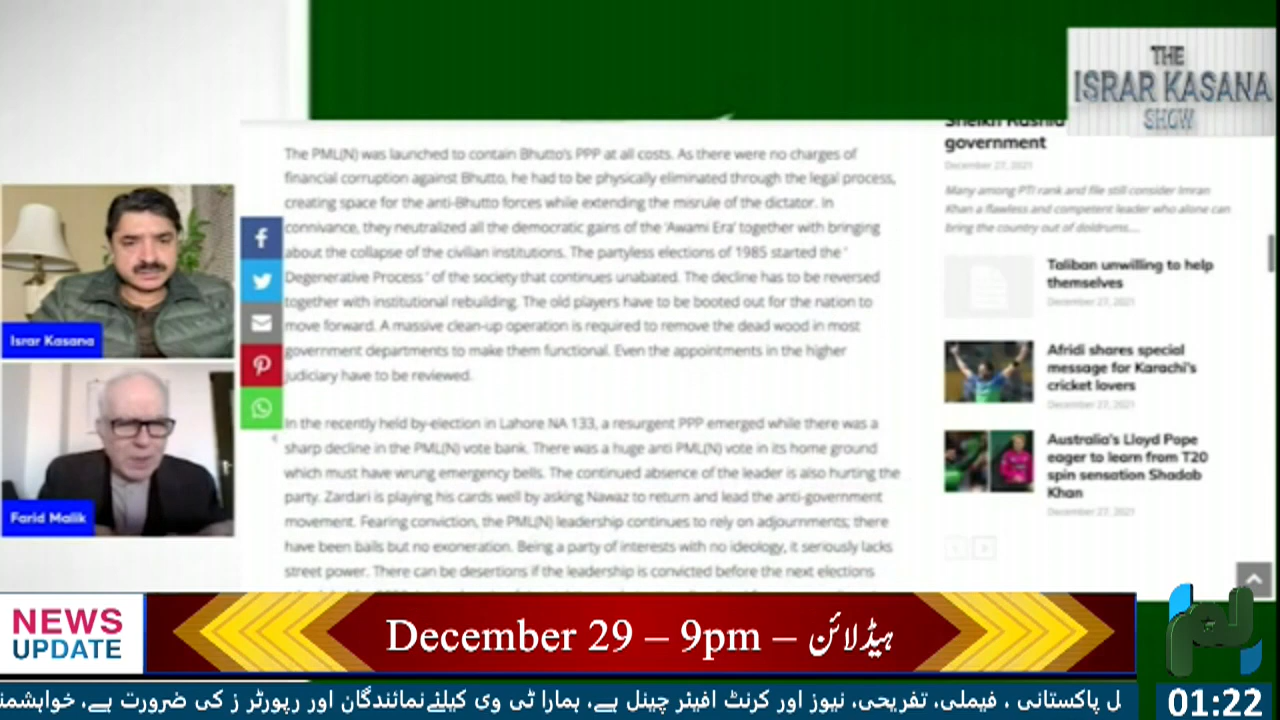 THE
ISRAR KASANA
SHOW
The PML(N) was launched to contain Bhutto's PPP at all costs. As there were no charges of
financial corruption against Bhutto, he had to be physically eliminated through the legal process,
creating space for the anti-Bhutto forces while extending the misrule of the dictator. In
connivance, they neutralized all the democratic gains of the 'Awami Era' together with bringing
about the collapse of the civilian institutions. The partyless elections of 1985 started the '
Degenerative Process ' of the society that continues unabated. The decline has to be reversed
together with institutional rebuilding. The old players have to be booted out for the nation to
move forward. A massive clean-up operation is required to remove the dead wood in most
government departments to make them functional. Even the appointments in the higher
judiciary have to be reviewed.
In the recently held by-election in Lahore NA 133, a resurgent PPP emerged while there was a
sharp decline in the PML(N) vote bank. There was a huge anti PML(N) vote in its home ground
which must have wrung emergency bells. The continued absence of the leader is also hurting the
party. Zardari is playing his cards well by asking Nawaz to return and lead the anti-government
movement. Fearing conviction, the PML(N) leadership continues to rely on adjournments; there
have been bails but no exoneration. Being a party of interests with no ideology, it seriously lacks
street power. There can be desertions if the leadership is convicted before the next elections
Sheikh Rashid
government
December 27, 2021
Many among PTI rank and file still consider Imran
Khan a flawless and competent leader who alone can
bring the country out of doldrums....
Taliban unwilling to help
themselves
December 27, 2021
Afridi shares special
message for Karachi's
cricket lovers
December 27, 2021
Australia's Lloyd Pope
eager to learn from T20
spin sensation Shadab
Khan
December 27, 2021
Israr Kasana
Farid Malik
NEWS
UPDATE
December 29 – 9pm – ہیڈلائن
ل پاکستانی ، فیملی، تفریحی، نیوز اور کرنٹ افیئر چینل ہے، ہمارا ٹی وی کیلئےنمائندگان اور رپورٹر ز کی ضرورت ہے، خواہشمن
01:22